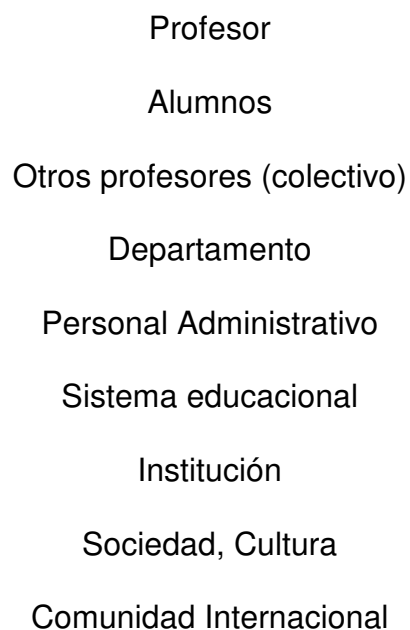 Profesor
Alumnos
Otros profesores (colectivo)
Departamento
Personal Administrativo
Sistema educacional
Institución
Sociedad, Cultura
Comunidad Internacional